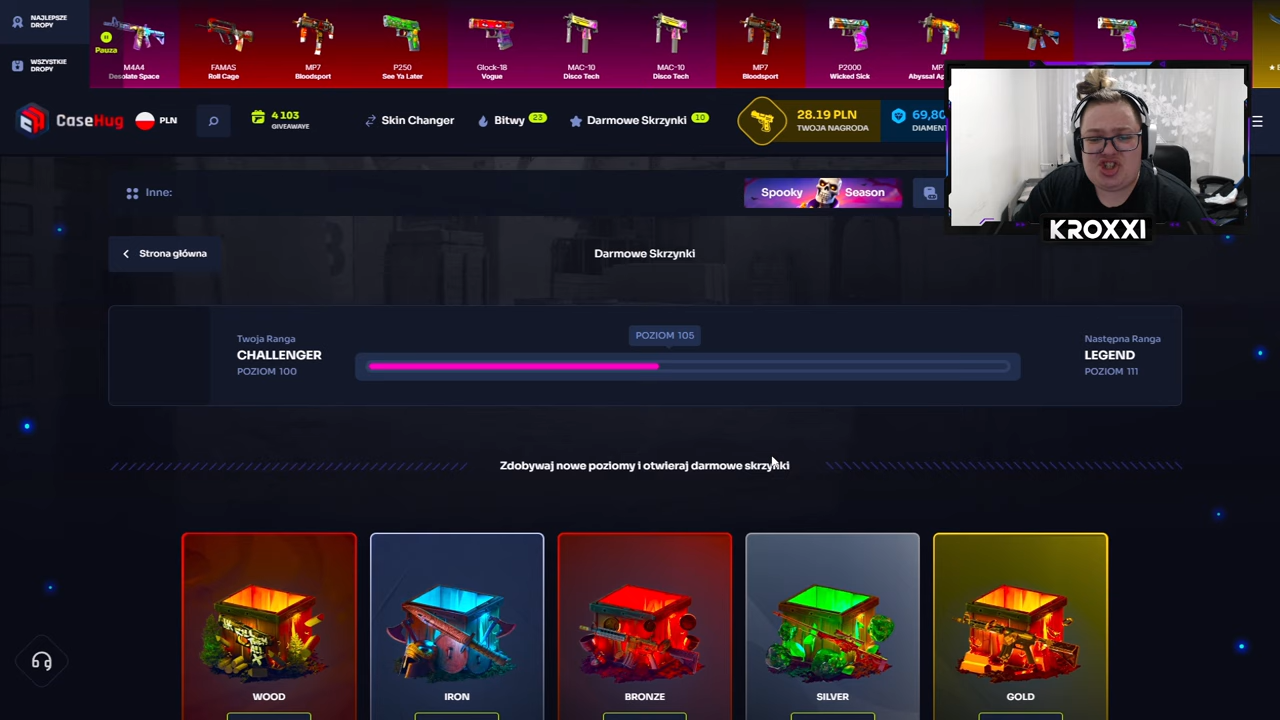 NAJLEPSZE
DROPY
WSZYSTKIE
DROPY
Pauza
M4A4
Desolate Space
FAMAS
Roll Cage
MP7
Bloodsport
P250
See Ya Later
Glock-18
Vogue
MAC-10
Disco Tech
MAC-10
Disco Tech
MP7
Bloodsport
P2000
Wicked Sick
MP
Abyssal Ap
CaseHug
PLN
4 103
GIVEAWAYE
Skin Changer
Bitwy 23
Darmowe Skrzynki 10
28.19 PLN
TWOJA NAGRODA
69,80
DIAMENT
KROXXI
Inne:
Spooky Season
Strona główna
Darmowe Skrzynki
Twoja Ranga
CHALLENGER
POZIOM 100
POZIOM 105
Następna Ranga
LEGEND
POZIOM 111
Zdobywaj nowe poziomy i otwieraj darmowe skrzynki
WOOD
IRON
BRONZE
SILVER
GOLD